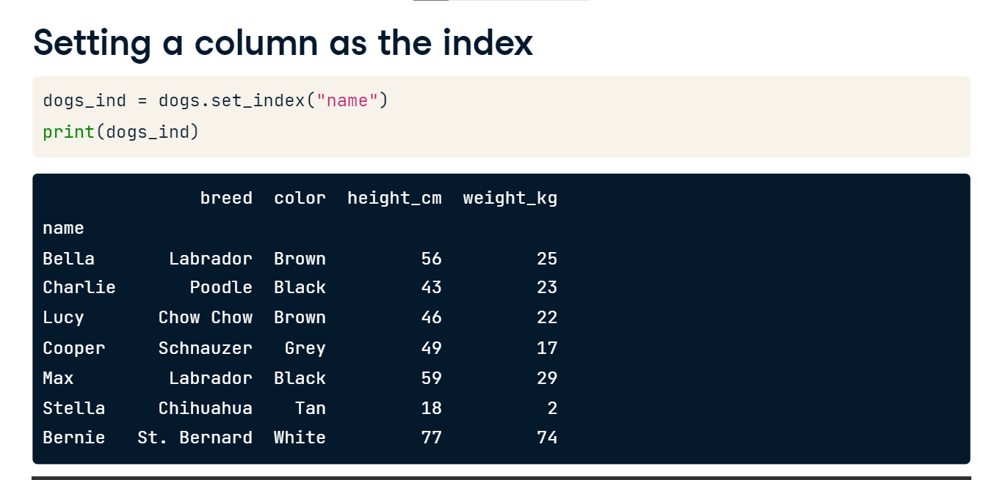 Setting a column as the index
dogs_ind = dogs.set_index("name")
print(dogs_ind)
               breed  color  height_cm  weight_kg
name
Bella       Labrador  Brown         56         25
Charlie       Poodle  Black         43         23
Lucy       Chow Chow  Brown         46         22
Cooper     Schnauzer   Grey         49         17
Max         Labrador  Black         59         29
Stella     Chihuahua    Tan         18          2
Bernie   St. Bernard  White         77         74